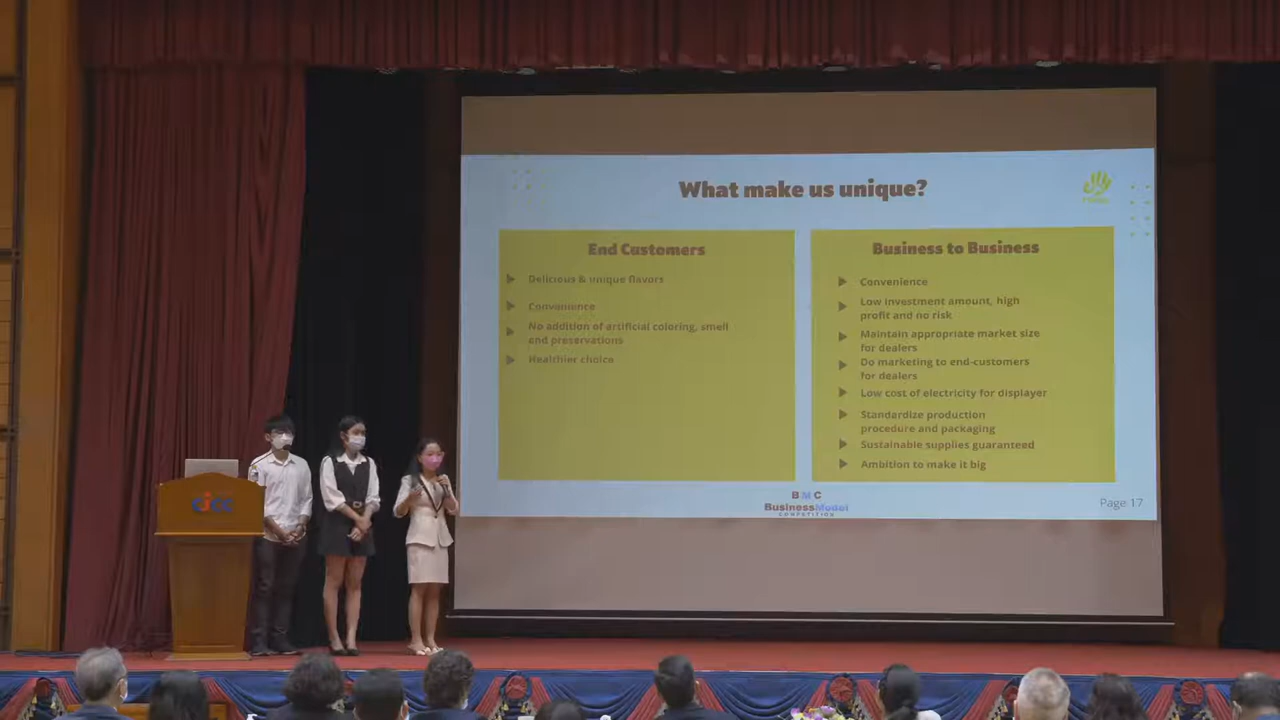 What make us unique?
End Customers
Delicious & unique flavors
Convenience
No addition of artificial coloring, smell
and preservations
Healthier choice
Business to Business
Convenience
Low investment amount, high
profit and no risk
Maintain appropriate market size
for dealers
Do marketing to end-customers
for dealers
Low cost of electricity for displayer
Standardize production
procedure and packaging
Sustainable supplies guaranteed
Ambition to make it big
BMC
BusinessModel
COMPETITION
Page 17
CJCC